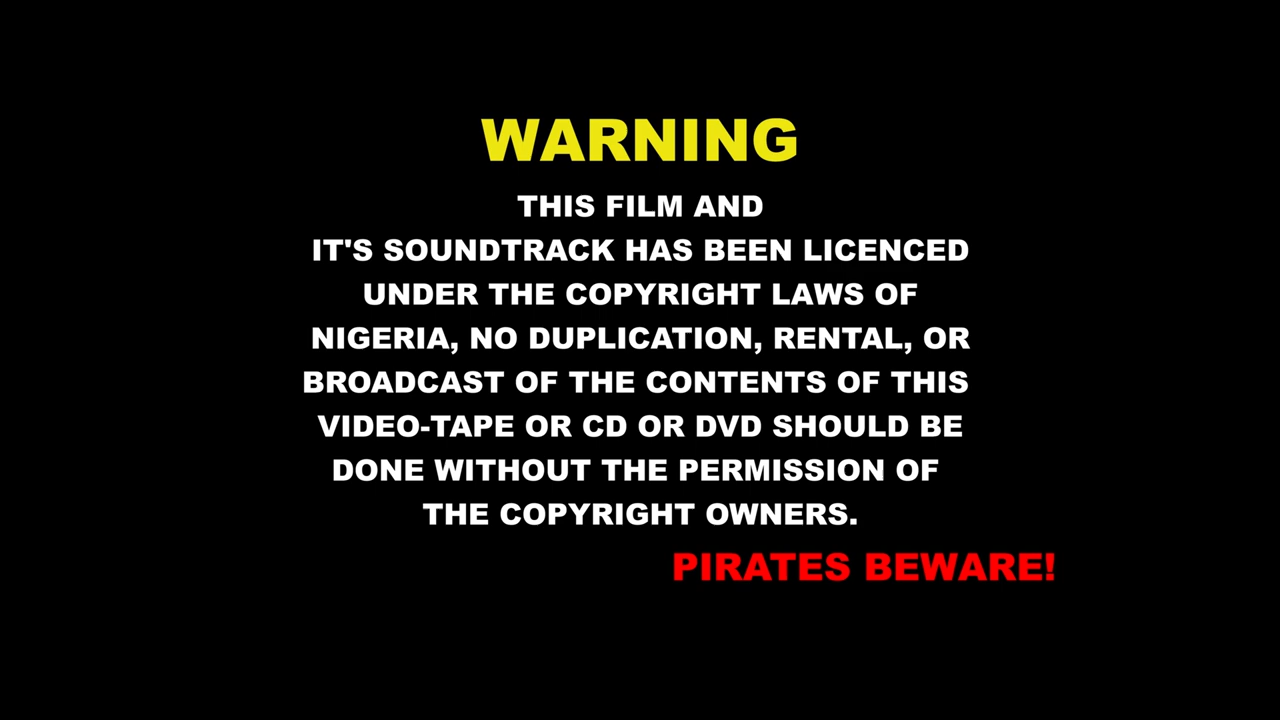 WARNING
THIS FILM AND
IT'S SOUNDTRACK HAS BEEN LICENCED
UNDER THE COPYRIGHT LAWS OF
NIGERIA, NO DUPLICATION, RENTAL, OR
BROADCAST OF THE CONTENTS OF THIS
VIDEO-TAPE OR CD OR DVD SHOULD BE
DONE WITHOUT THE PERMISSION OF
THE COPYRIGHT OWNERS.
PIRATES BEWARE!